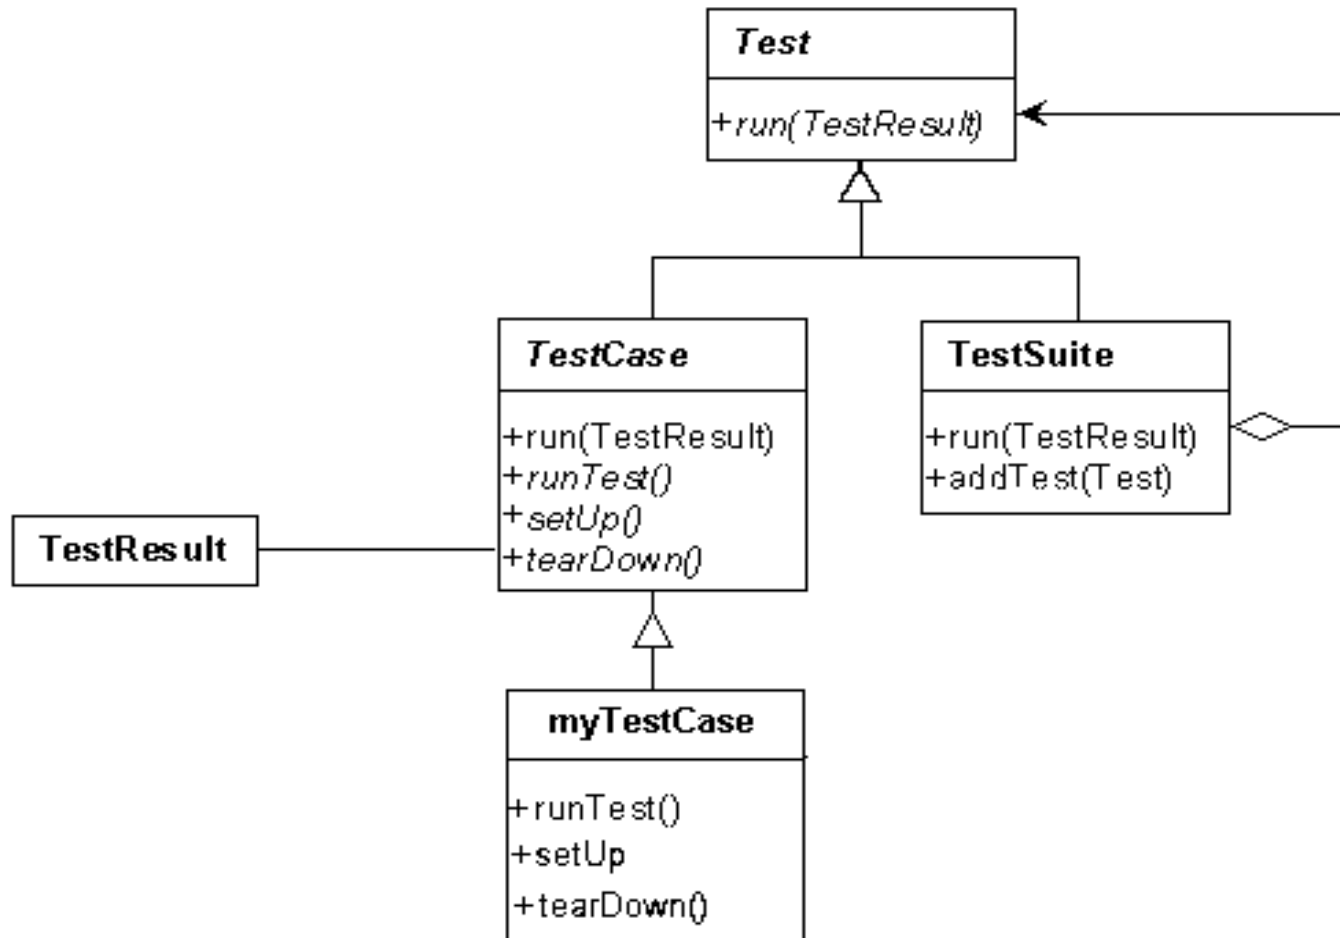 Test
+run(TestResult)
TestCase
+run(TestResult)
+runTest()
+setUp()
+tearDown()
TestSuite
+run(TestResult)
+addTest(Test)
TestResult
myTestCase
+runTest()
+setUp
+tearDown()